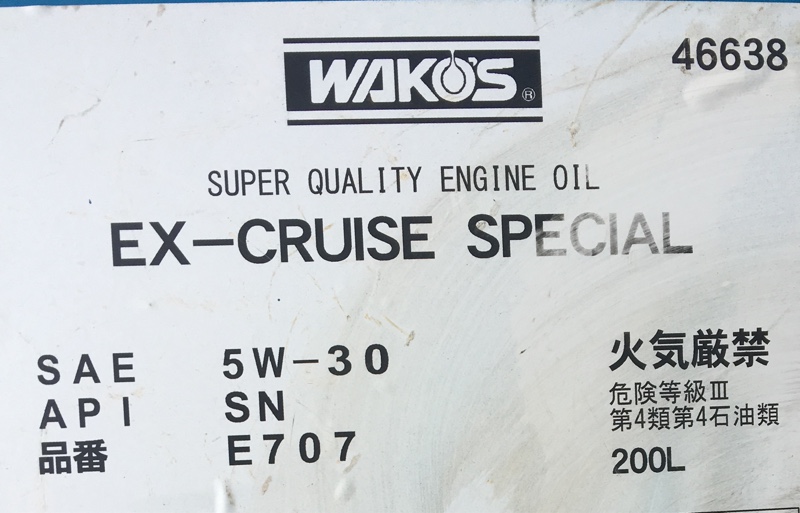 WAKO'S ®
46638
SUPER QUALITY ENGINE OIL
EX-CRUISE SPECIAL
SAE 5W-30
API SN
品番 E707
火気厳禁
危険等級Ⅲ
第4類第4石油類
200L